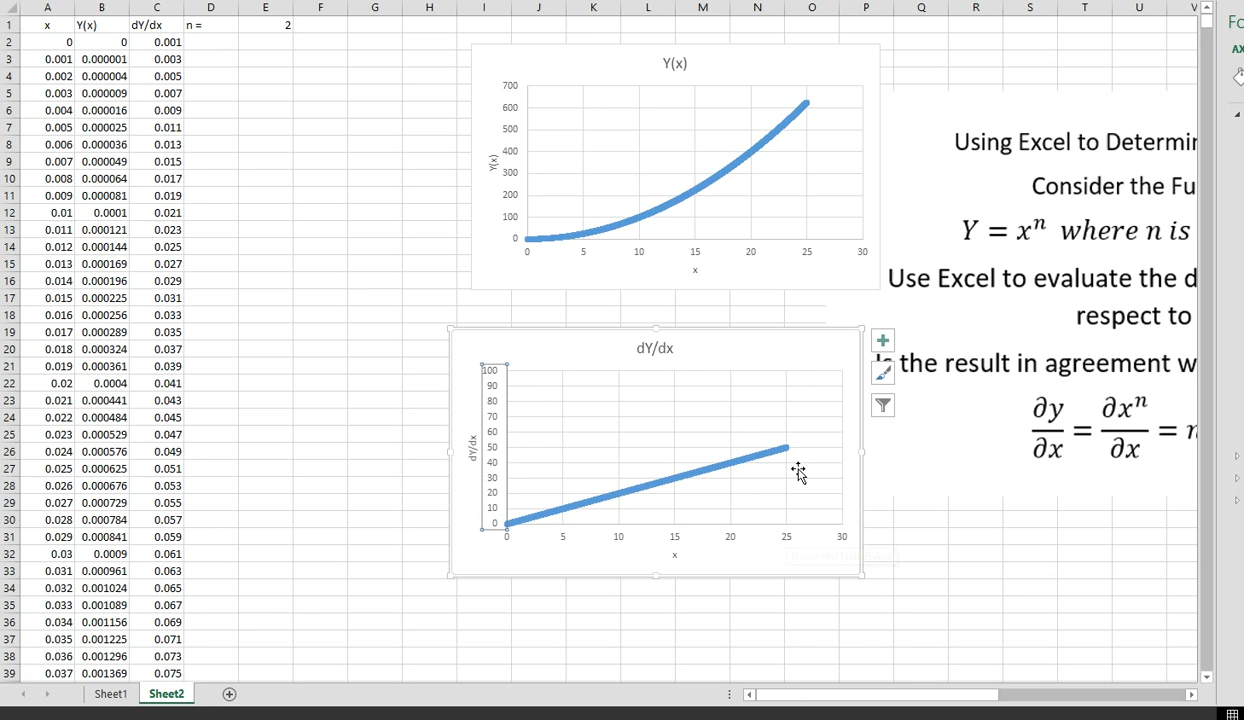 A B C D E F G H I J K L M N O P Q R S T U V
1 x Y(x) dY/dx n = 2
2 0 0 0.001
3 0.001 0.000001 0.003
4 0.002 0.000004 0.005
5 0.003 0.000009 0.007
6 0.004 0.000016 0.009
7 0.005 0.000025 0.011
8 0.006 0.000036 0.013
9 0.007 0.000049 0.015
10 0.008 0.000064 0.017
11 0.009 0.000081 0.019
12 0.01 0.0001 0.021
13 0.011 0.000121 0.023
14 0.012 0.000144 0.025
15 0.013 0.000169 0.027
16 0.014 0.000196 0.029
17 0.015 0.000225 0.031
18 0.016 0.000256 0.033
19 0.017 0.000289 0.035
20 0.018 0.000324 0.037
21 0.019 0.000361 0.039
22 0.02 0.0004 0.041
23 0.021 0.000441 0.043
24 0.022 0.000484 0.045
25 0.023 0.000529 0.047
26 0.024 0.000576 0.049
27 0.025 0.000625 0.051
28 0.026 0.000676 0.053
29 0.027 0.000729 0.055
30 0.028 0.000784 0.057
31 0.029 0.000841 0.059
32 0.03 0.0009 0.061
33 0.031 0.000961 0.063
34 0.032 0.001024 0.065
35 0.033 0.001089 0.067
36 0.034 0.001156 0.069
37 0.035 0.001225 0.071
38 0.036 0.001296 0.073
39 0.037 0.001369 0.075
Y(x)
700
600
500
400
300
200
100
0
Y(x)
0 5 10 15 20 25 30
x
dY/dx
100
90
80
70
60
50
40
30
20
10
0
dY/dx
0 5 10 15 20 25 30
x
Using Excel to Determin
Consider the Fu
Y = xⁿ where n is
Use Excel to evaluate the d
respect to
the result in agreement w
∂y/∂x = ∂xⁿ/∂x = n
Fo
AX
Sheet1 Sheet2